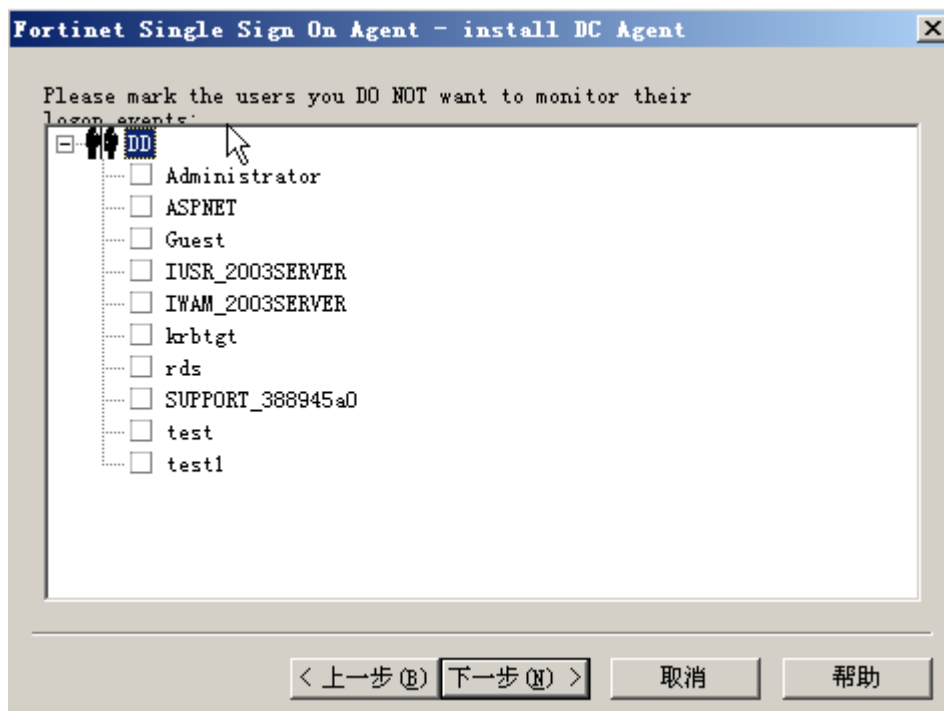 Fortinet Single Sign On Agent - install DC Agent
Please mark the users you DO NOT want to monitor their
logon events:
DD
Administrator
ASPNET
Guest
IUSR_2003SERVER
IWAM_2003SERVER
krbtgt
rds
SUPPORT_388945a0
test
test1
< 上一步(B) 下一步(N) > 取消 帮助